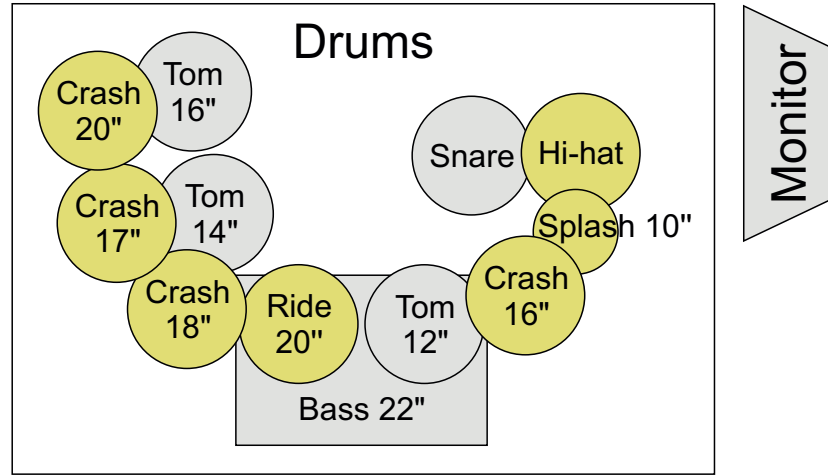 Drums
Monitor
Crash
20"
Tom
16"
Snare
Hi-hat
Crash
17"
Tom
14"
Splash 10"
Crash
18"
Ride
20"
Tom
12"
Crash
16"
Bass 22"